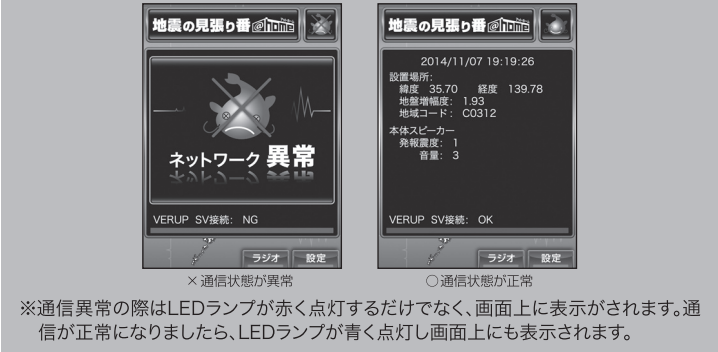 地震の見張り番@home
ネットワーク 異常
VERUP SV接続: NG
ラジオ 設定
×通信状態が異常
地震の見張り番@home
2014/11/07 19:19:26
設置場所:
緯度 35.70 経度 139.78
地盤増幅度: 1.93
地域コード: C0312
本体スピーカー
発報震度: 1
音量: 3
VERUP SV接続: OK
ラジオ 設定
○通信状態が正常
※通信異常の際はLEDランプが赤く点灯するだけでなく、画面上に表示がされます。通
信が正常になりましたら、LEDランプが青く点灯し画面上にも表示されます。